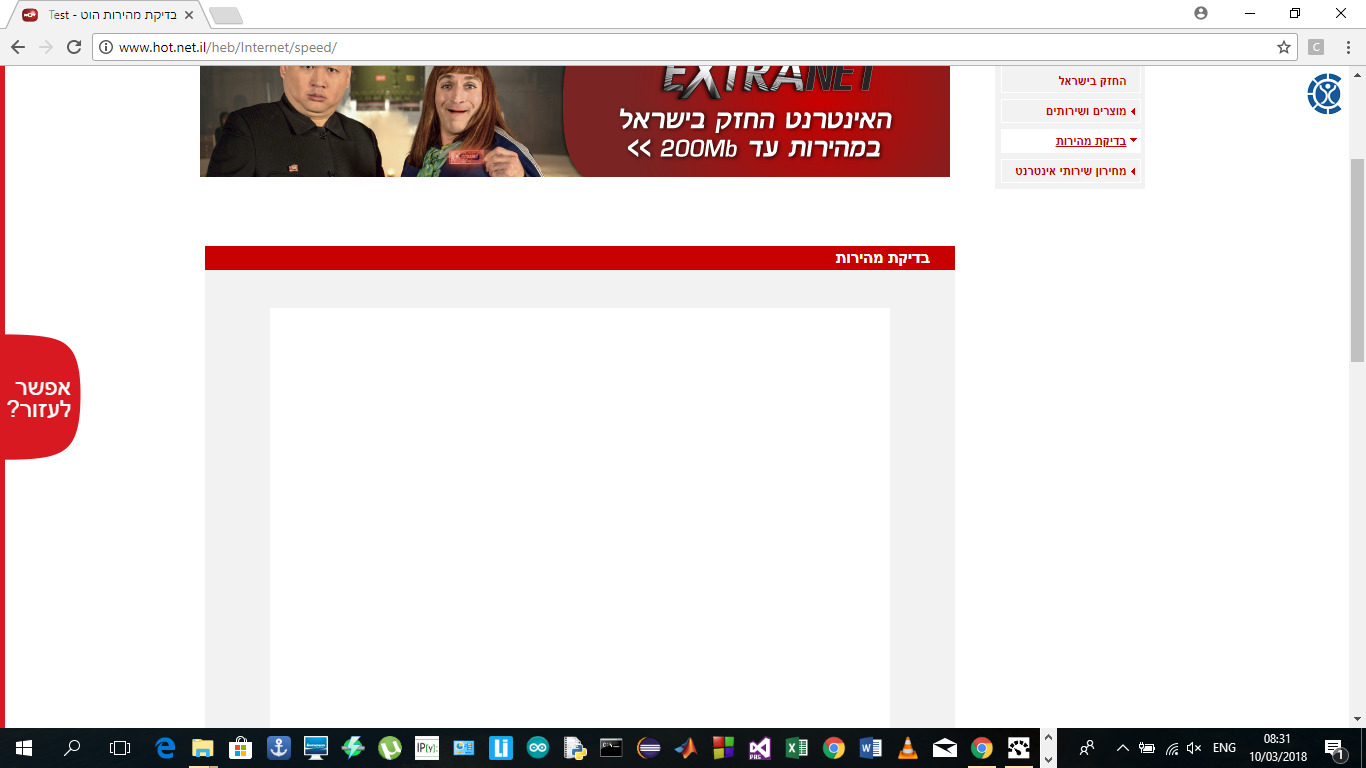 בדיקת מהירות הוט - Test
www.hot.net.il/heb/Internet/speed/
C
EXTRANET
האינטרנט החזק בישראל
במהירות עד 200Mb >>
החזק בישראל
מוצרים ושירותים
בדיקת מהירות
מחירון שירותי אינטרנט
בדיקת מהירות
אפשר
לעזור?
IP(y):
Li
ENG
08:31
10/03/2018
1